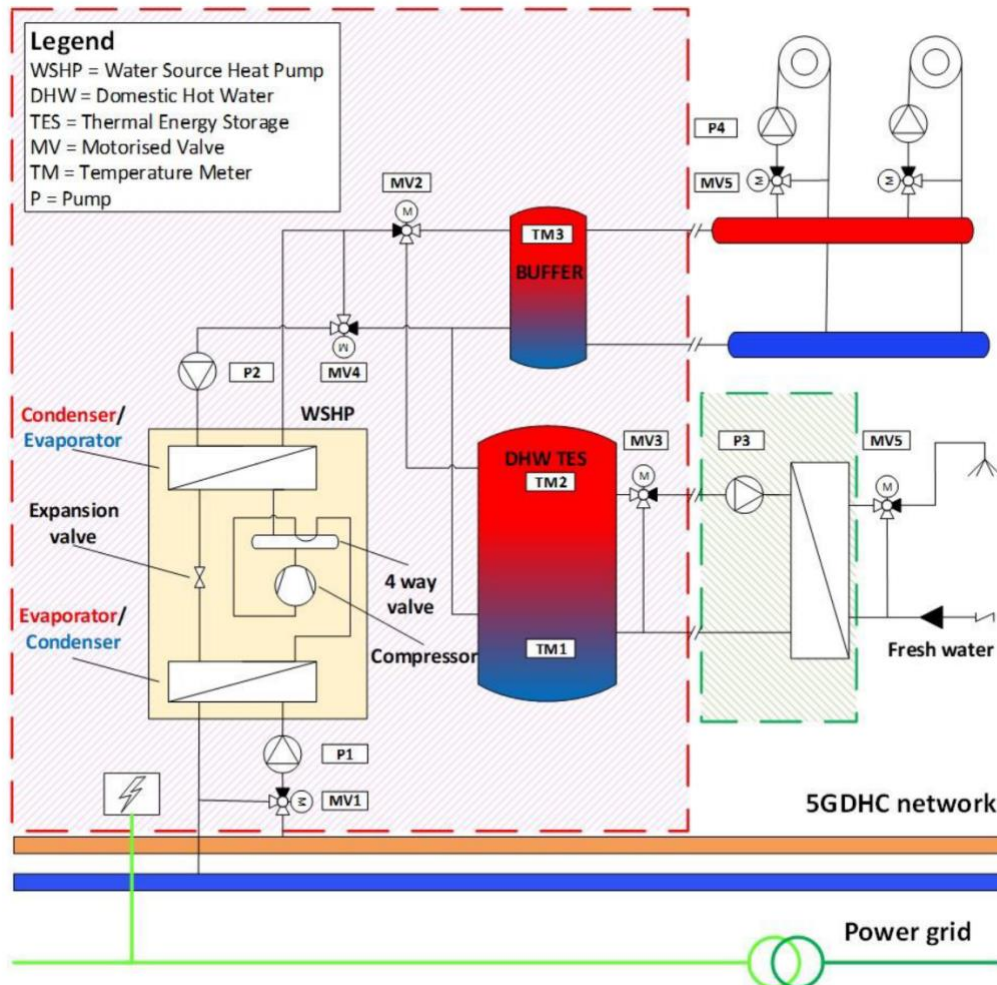 Legend
WSHP = Water Source Heat Pump
DHW = Domestic Hot Water
TES = Thermal Energy Storage
MV = Motorised Valve
TM = Temperature Meter
P = Pump
P4
MV5
MV2
M
M
M
TM3
BUFFER
M
MV4
P2
WSHP
Condenser/
Evaporator
Expansion
valve
4 way
valve
Compressor
Evaporator/
Condenser
DHW TES
TM2
TM1
MV3
M
P3
MV5
M
Fresh water
P1
M
MV1
5GDHC network
Power grid